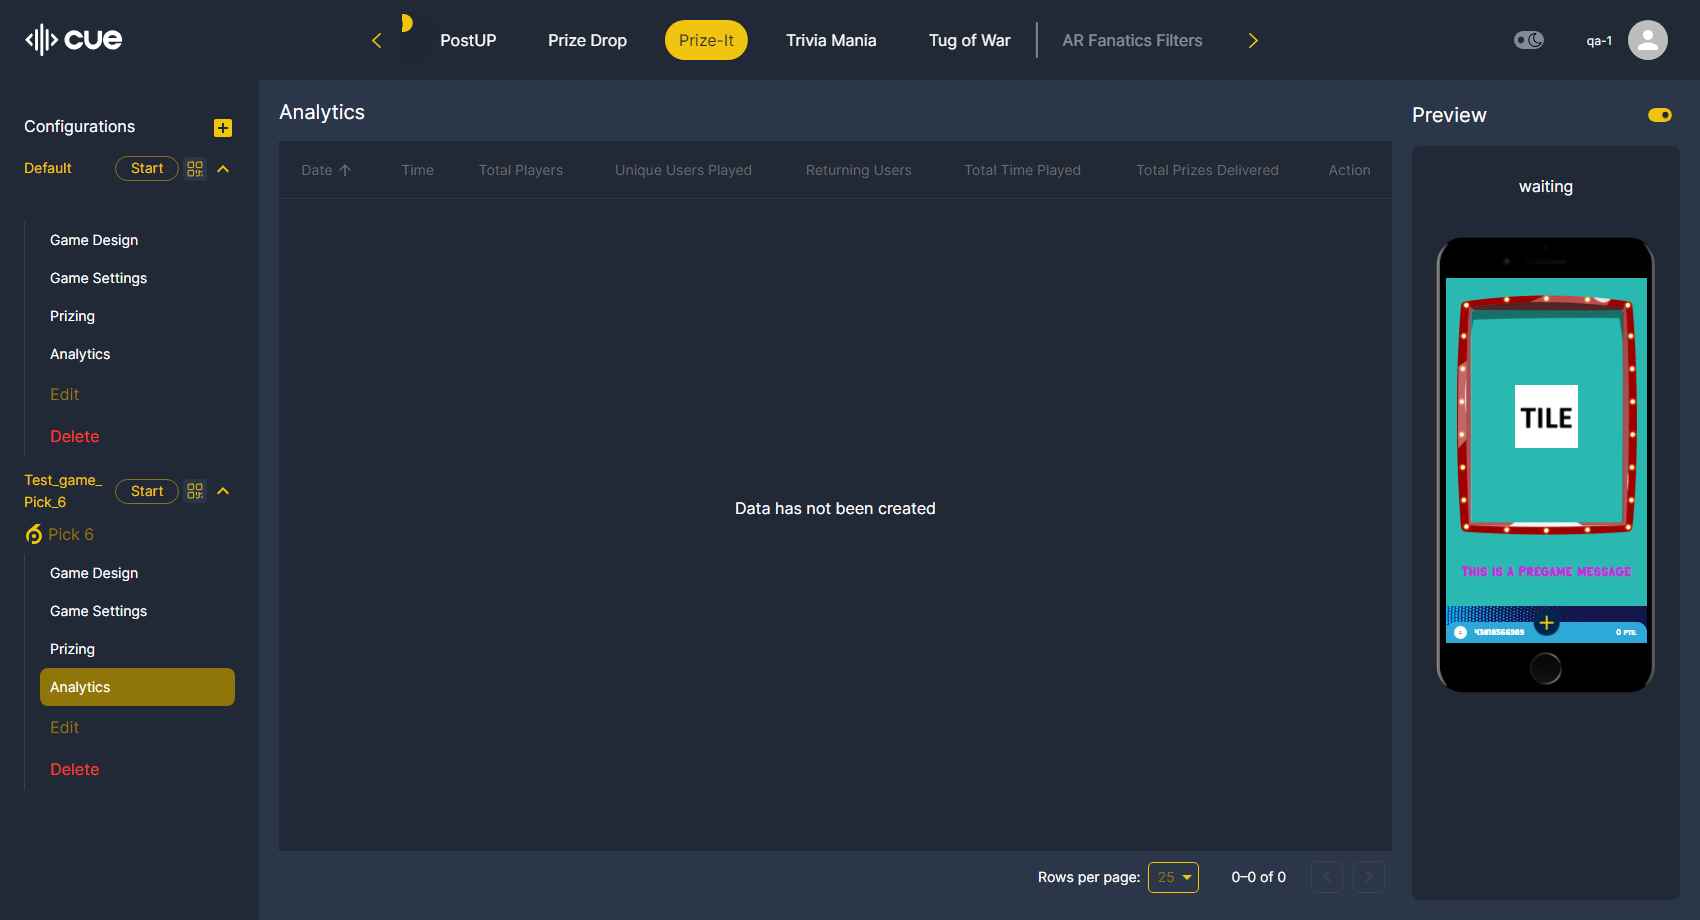 cue
PostUP
Prize Drop
Prize-It
Trivia Mania
Tug of War
AR Fanatics Filters
qa-1
Configurations
Default
Start
Game Design
Game Settings
Prizing
Analytics
Edit
Delete
Test_game_
Pick_6
Start
Pick 6
Game Design
Game Settings
Prizing
Analytics
Edit
Delete
Analytics
Date
Time
Total Players
Unique Users Played
Returning Users
Total Time Played
Total Prizes Delivered
Action
Data has not been created
Rows per page:
25
0–0 of 0
Preview
waiting
TILE
This is a Pregame message
0 PTS.